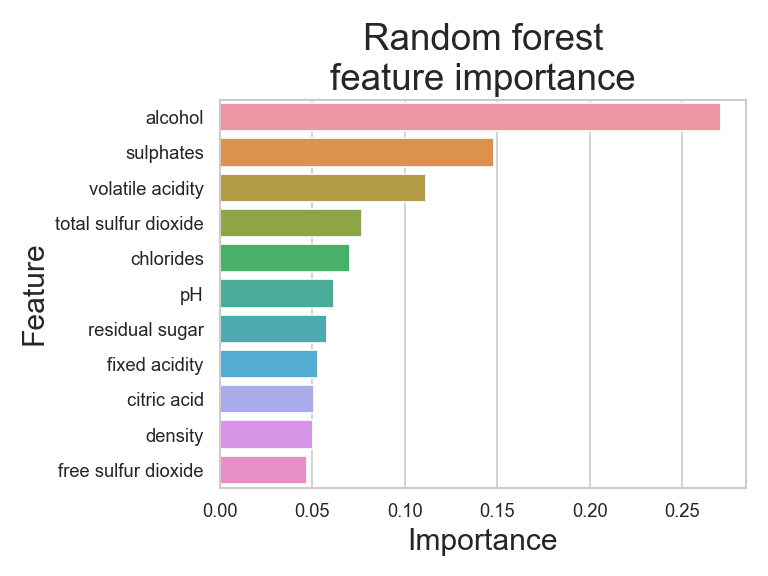 Random forest
feature importance
Feature
alcohol
sulphates
volatile acidity
total sulfur dioxide
chlorides
pH
residual sugar
fixed acidity
citric acid
density
free sulfur dioxide
0.00 0.05 0.10 0.15 0.20 0.25
Importance